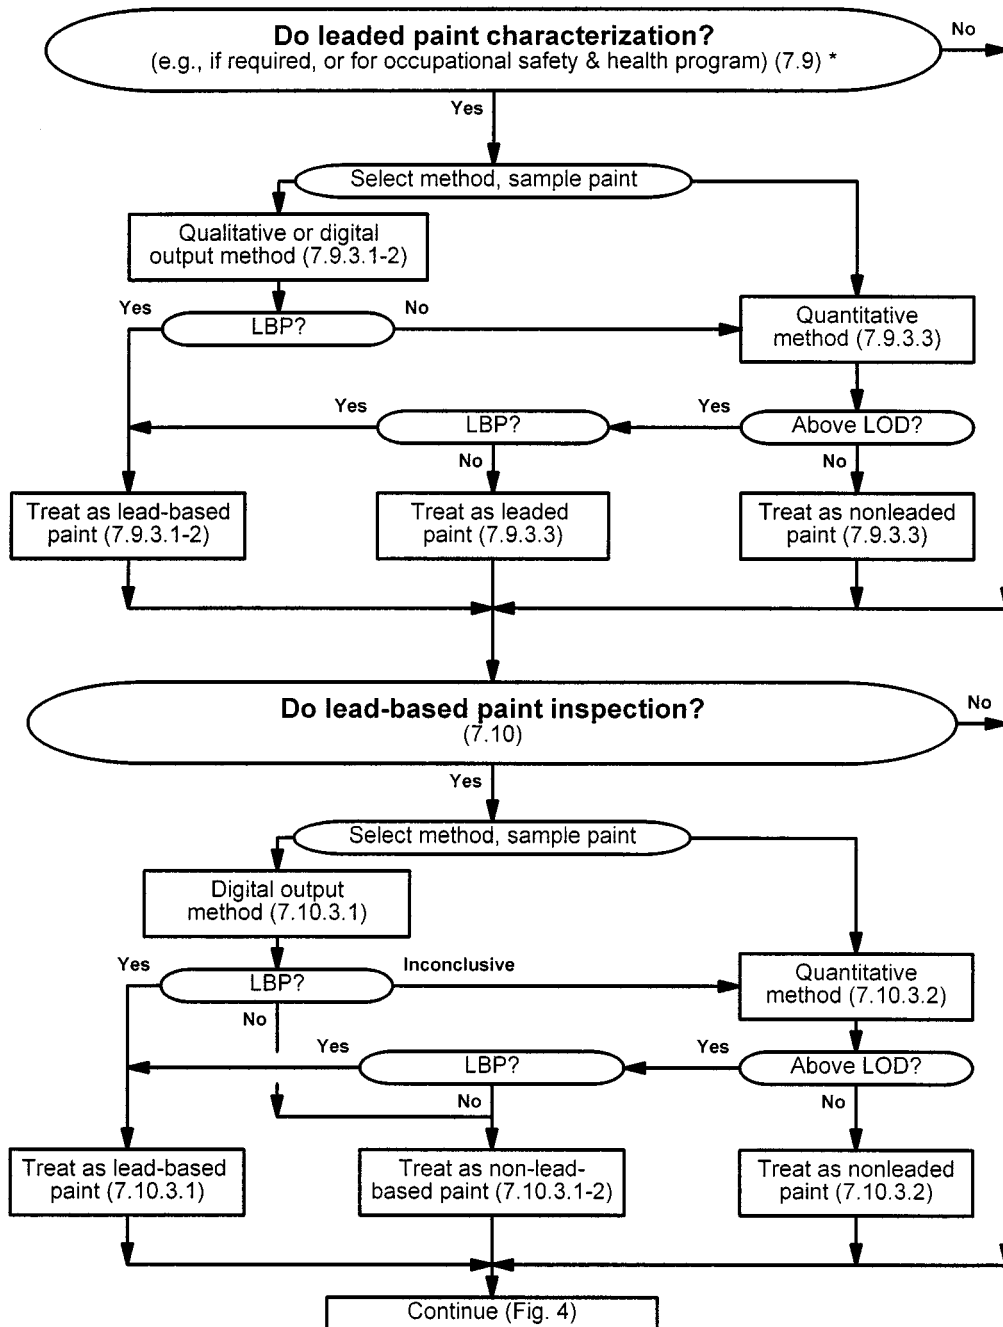 Do leaded paint characterization?
(e.g., if required, or for occupational safety & health program) (7.9) *
No
Yes
Select method, sample paint
Qualitative or digital
output method (7.9.3.1-2)
Yes
LBP?
No
Quantitative
method (7.9.3.3)
Yes
LBP?
Yes
Above LOD?
No
No
Treat as lead-based
paint (7.9.3.1-2)
Treat as leaded
paint (7.9.3.3)
Treat as nonleaded
paint (7.9.3.3)
Do lead-based paint inspection?
(7.10)
No
Yes
Select method, sample paint
Digital output
method (7.10.3.1)
Yes
LBP?
Inconclusive
No
Quantitative
method (7.10.3.2)
Yes
LBP?
Yes
Above LOD?
No
No
Treat as lead-based
paint (7.10.3.1)
Treat as non-lead-
based paint (7.10.3.1-2)
Treat as nonleaded
paint (7.10.3.2)
Continue (Fig. 4)